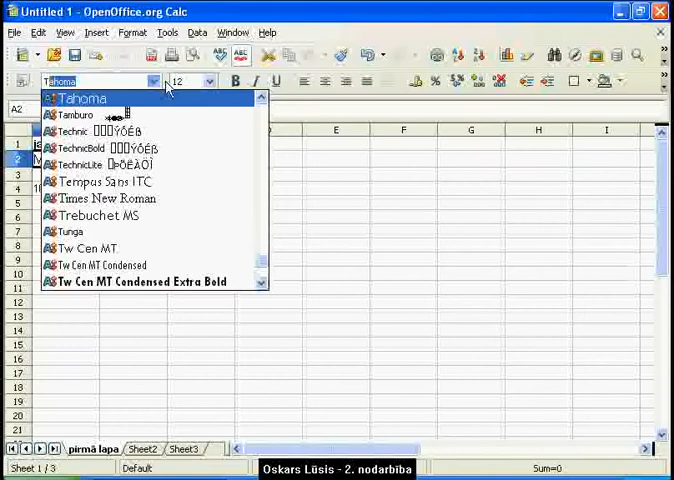 Untitled 1 - OpenOffice.org Calc
File Edit View Insert Format Tools Data Window Help
Tahoma 12 B I U
A2
Tahoma
Tamburo
Technic
TechnicBold
TechnicLite
Tempus Sans ITC
Times New Roman
Trebuchet MS
Tunga
Tw Cen MT
Tw Cen MT Condensed
Tw Cen MT Condensed Extra Bold
E F G H I
1
2 M
3
4
5
6
7
8
9
10
11
12
13
14
15
16
17
18
19
20
21
pirmā lapa Sheet2 Sheet3
Sheet 1 / 3 Default Sum=0
Oskars Lūsis - 2. nodarbība